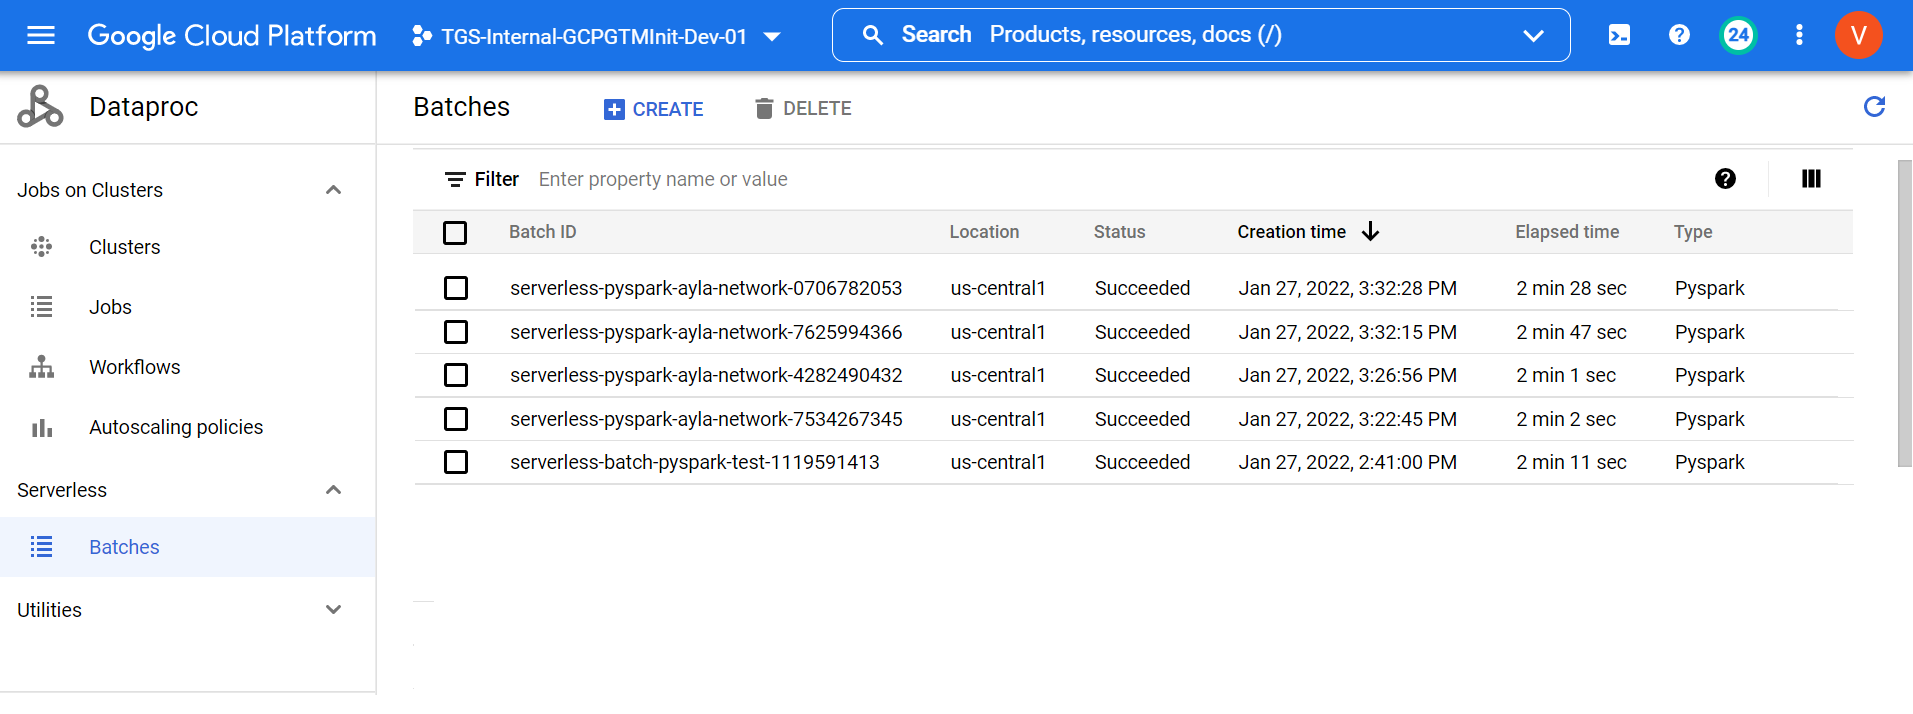 Google Cloud Platform TGS-Internal-GCPGTMInit-Dev-01 Search Products, resources, docs (/) 24 V
Dataproc
Batches CREATE DELETE
Jobs on Clusters
Clusters
Jobs
Workflows
Autoscaling policies
Serverless
Batches
Utilities
Filter Enter property name or value
Batch ID Location Status Creation time Elapsed time Type
serverless-pyspark-ayla-network-0706782053 us-central1 Succeeded Jan 27, 2022, 3:32:28 PM 2 min 28 sec Pyspark
serverless-pyspark-ayla-network-7625994366 us-central1 Succeeded Jan 27, 2022, 3:32:15 PM 2 min 47 sec Pyspark
serverless-pyspark-ayla-network-4282490432 us-central1 Succeeded Jan 27, 2022, 3:26:56 PM 2 min 1 sec Pyspark
serverless-pyspark-ayla-network-7534267345 us-central1 Succeeded Jan 27, 2022, 3:22:45 PM 2 min 2 sec Pyspark
serverless-batch-pyspark-test-1119591413 us-central1 Succeeded Jan 27, 2022, 2:41:00 PM 2 min 11 sec Pyspark